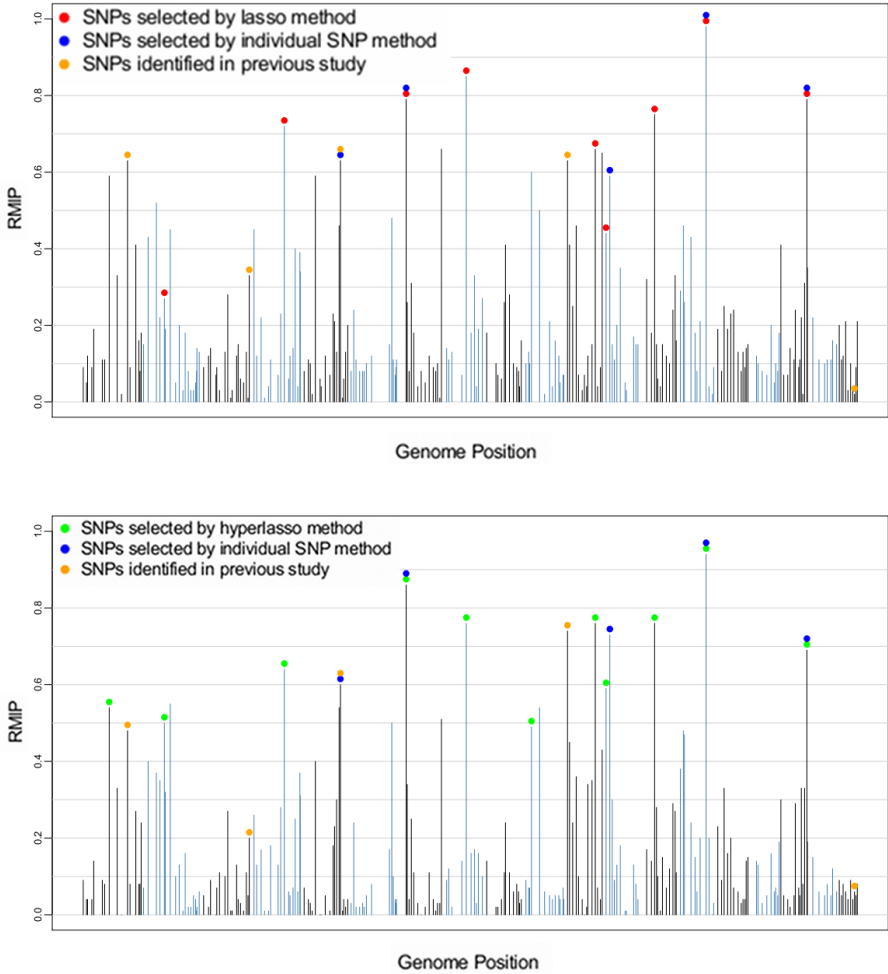 SNPs selected by lasso method
SNPs selected by individual SNP method
SNPs identified in previous study
1.0
0.8
0.6
0.4
0.2
0.0
RMIP
Genome Position
SNPs selected by hyperlasso method
SNPs selected by individual SNP method
SNPs identified in previous study
1.0
0.8
0.6
0.4
0.2
0.0
RMIP
Genome Position